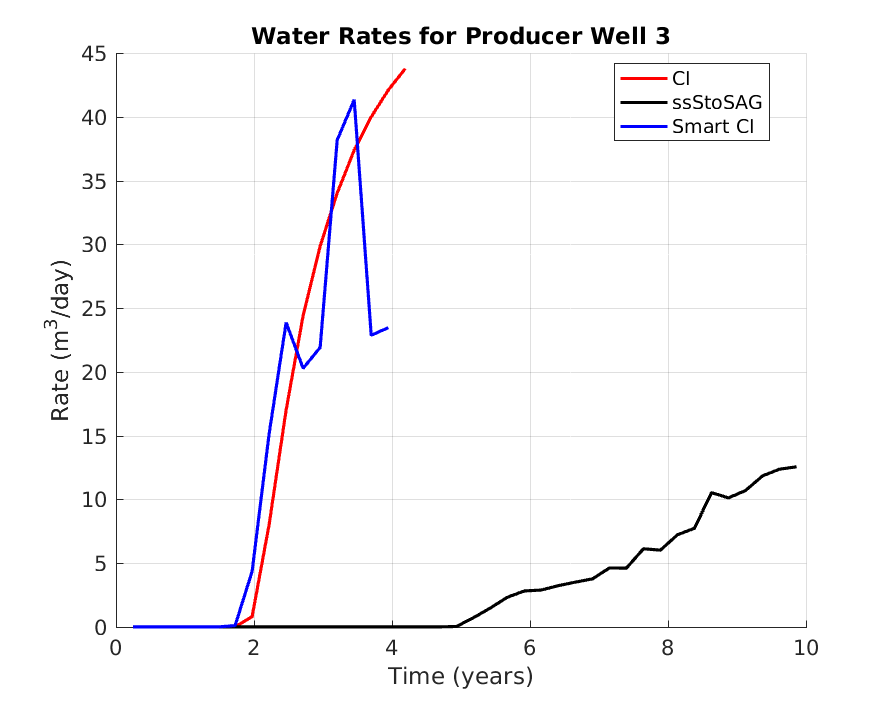 Water Rates for Producer Well 3
45
40
35
30
25
20
15
10
5
0
Rate (m³/day)
CI
ssStoSAG
Smart CI
0 2 4 6 8 10
Time (years)